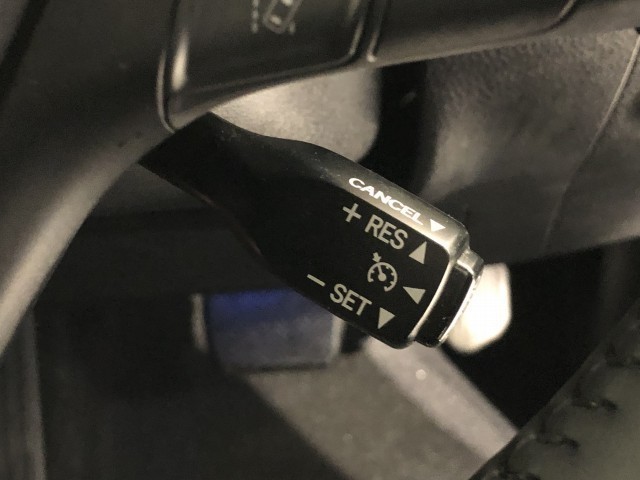 CANCEL ▼
+ RES ▲
◀
− SET ▼